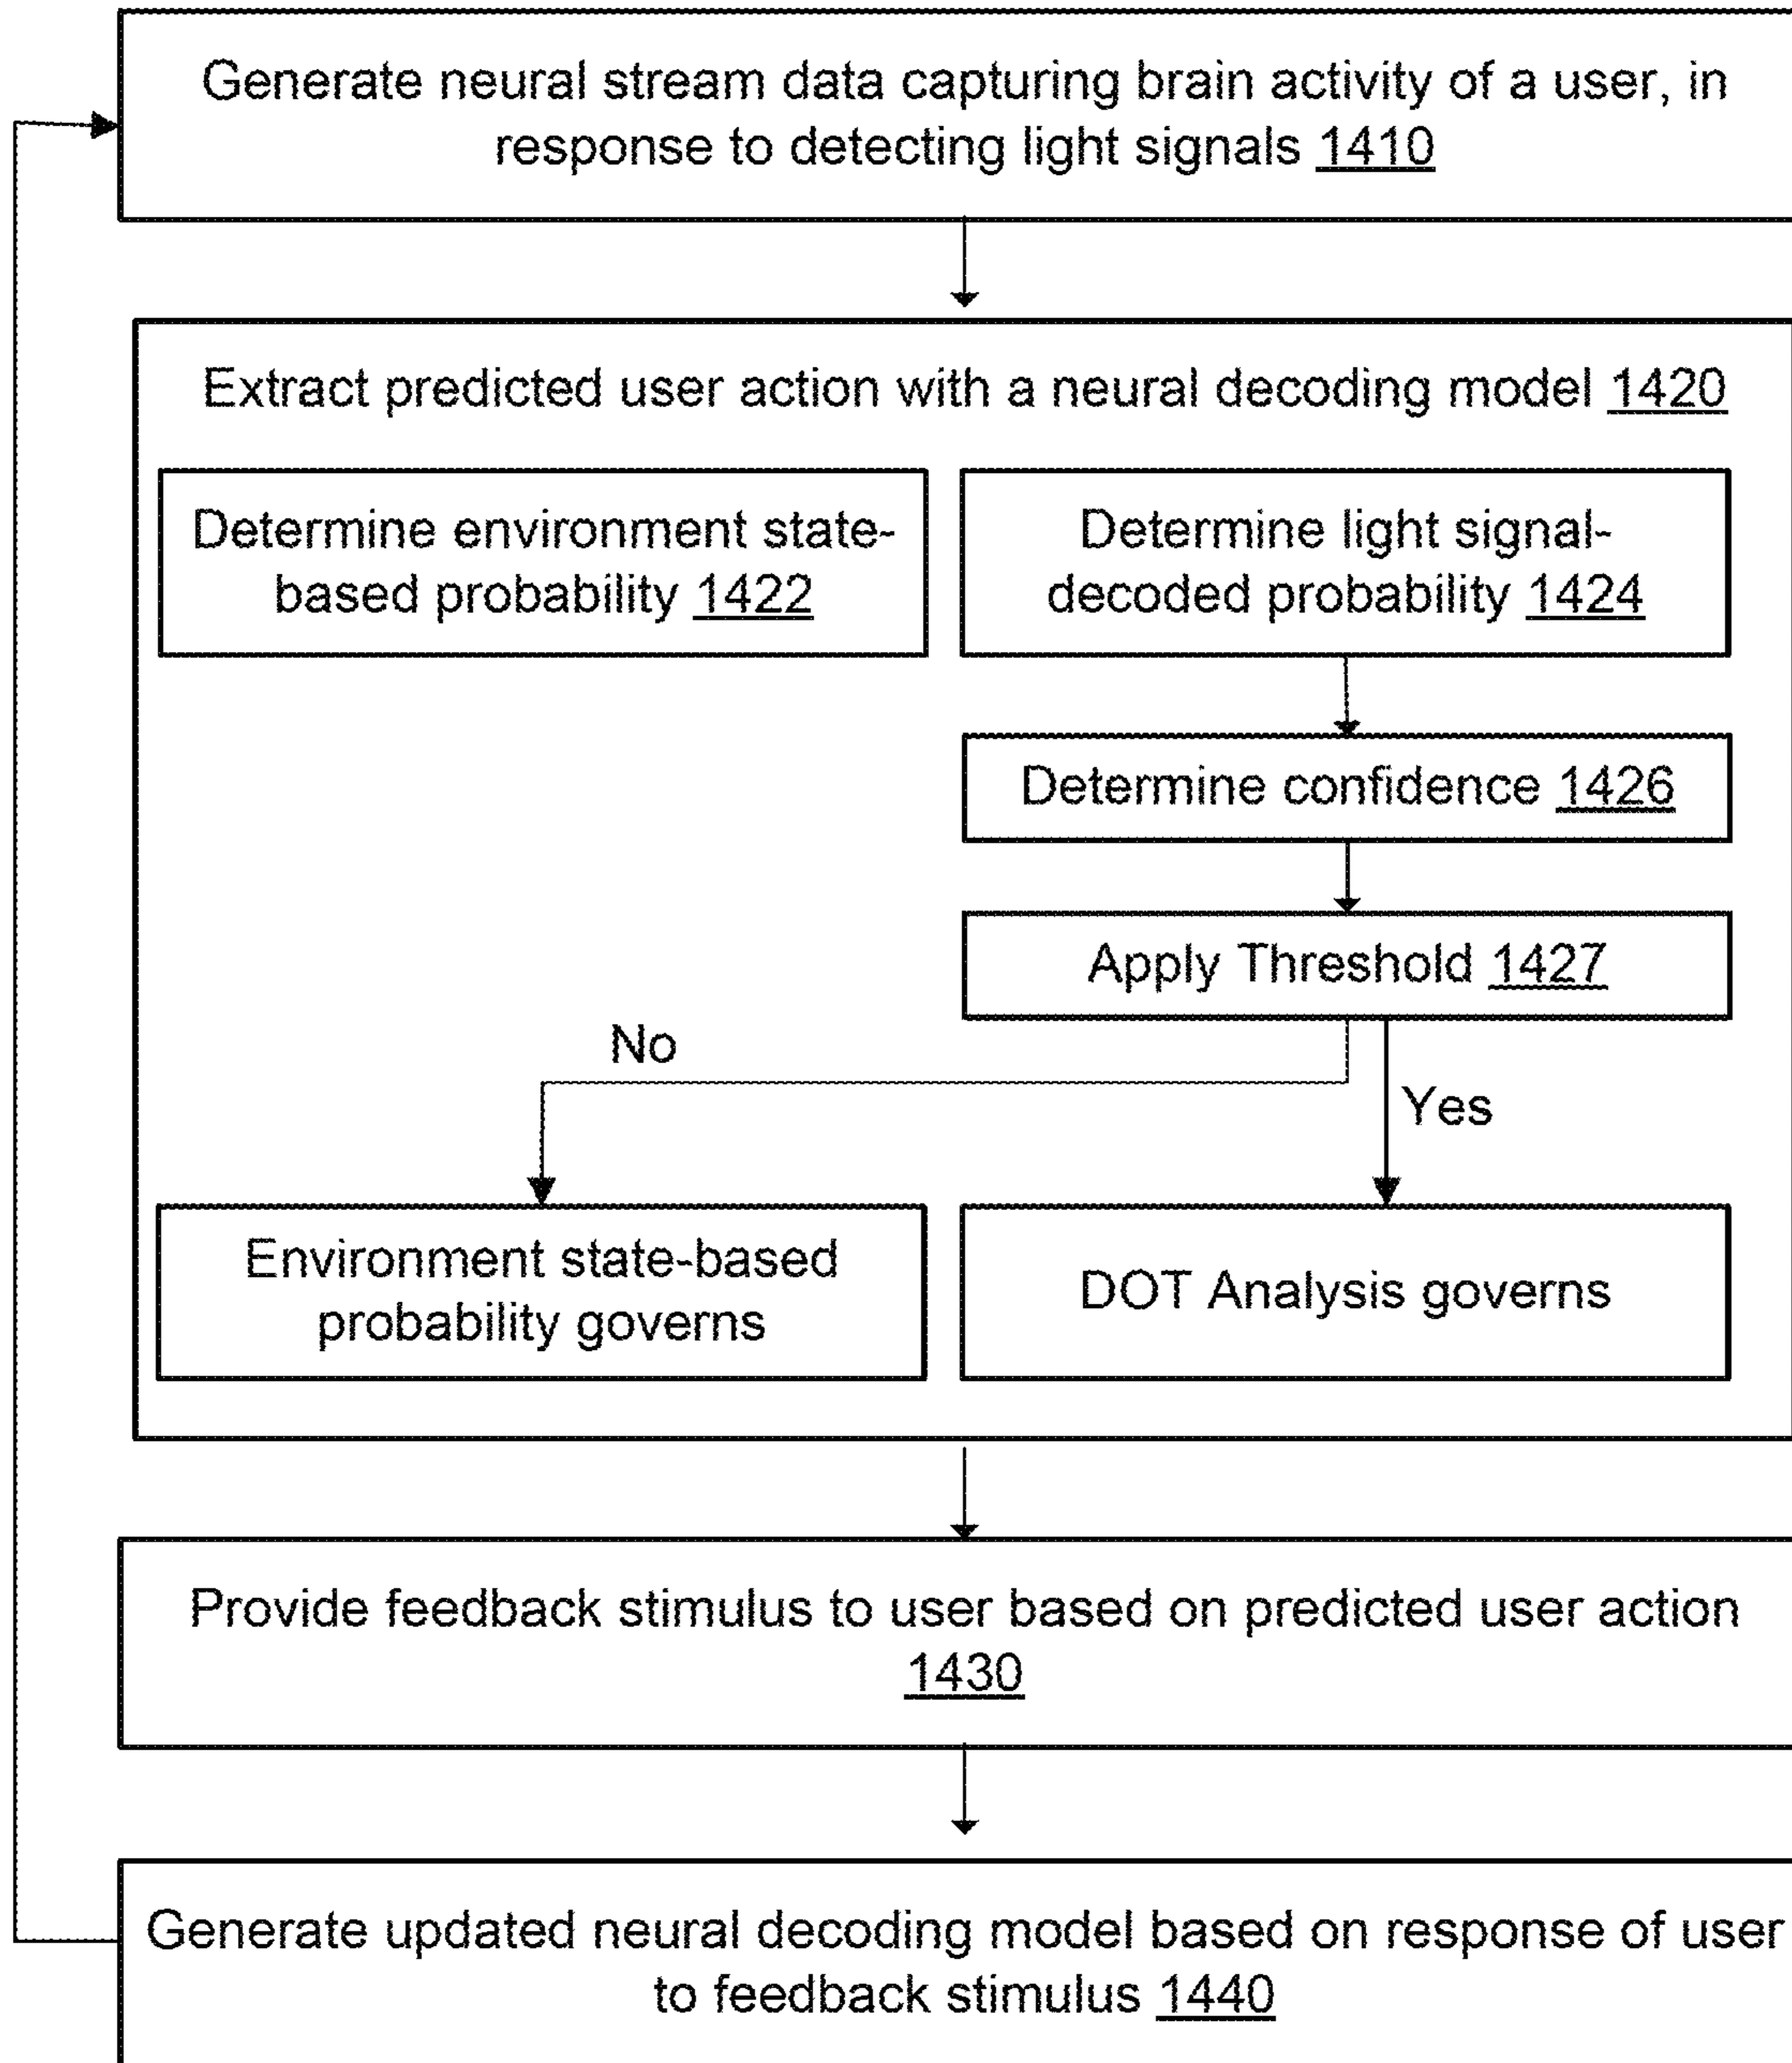 Generate neural stream data capturing brain activity of a user, in
response to detecting light signals 1410
Extract predicted user action with a neural decoding model 1420
Determine environment state-
based probability 1422
Determine light signal-
decoded probability 1424
Determine confidence 1426
Apply Threshold 1427
No
Yes
Environment state-based
probability governs
DOT Analysis governs
Provide feedback stimulus to user based on predicted user action
1430
Generate updated neural decoding model based on response of user
to feedback stimulus 1440